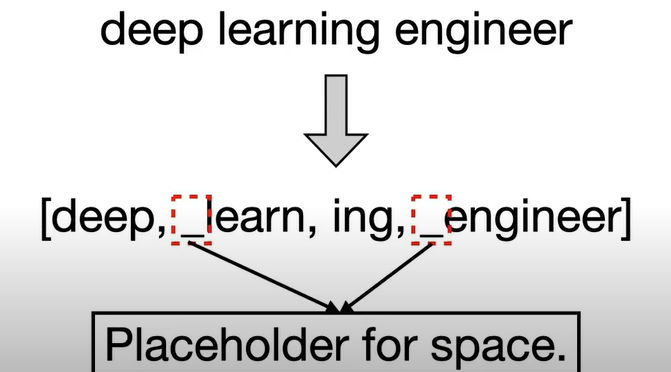 deep learning engineer
[deep, _learn, ing, _engineer]
Placeholder for space.